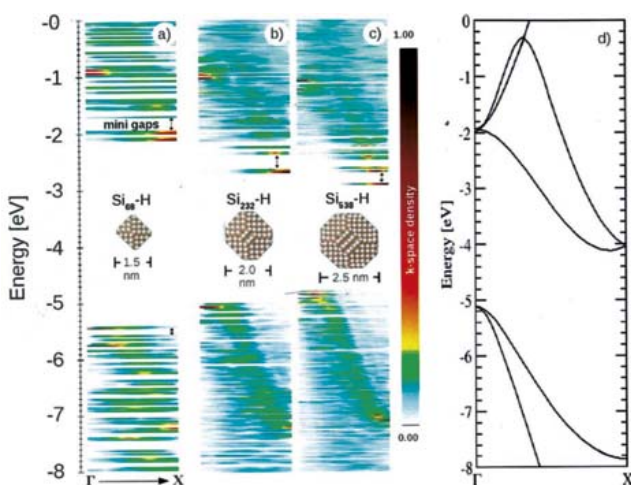 -0
-1
-2
-3
-4
-5
-6
-7
-8
Energy [eV]
a)
b)
c)
mini gaps
Si68-H
Si232-H
Si538-H
1.5
nm
2.0
nm
2.5
nm
Γ
X
1.00
k-space density
0.00
d)
0
-1
-2
-3
-4
-5
-6
-7
-8
Energy [eV]
Γ
X